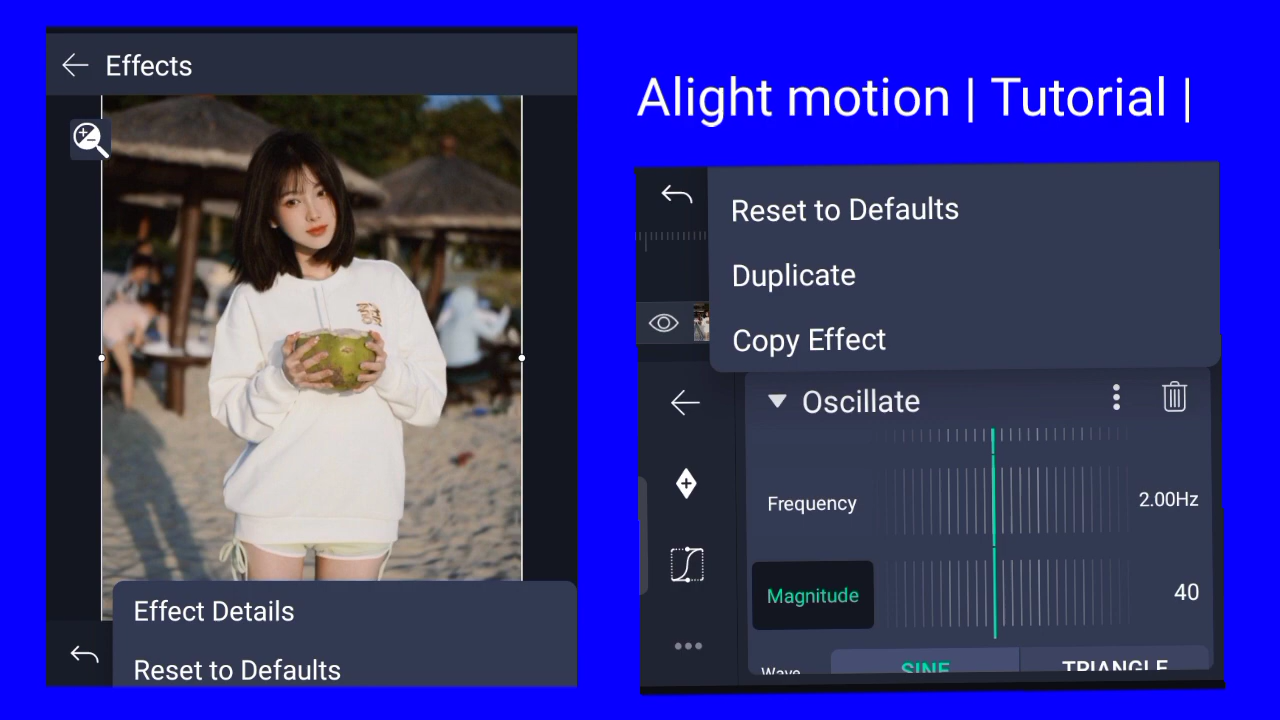 Effects
Effect Details
Reset to Defaults
Alight motion | Tutorial |
Reset to Defaults
Duplicate
Copy Effect
Oscillate
Frequency
2.00Hz
Magnitude
40
Wave
SINE
TRIANGLE